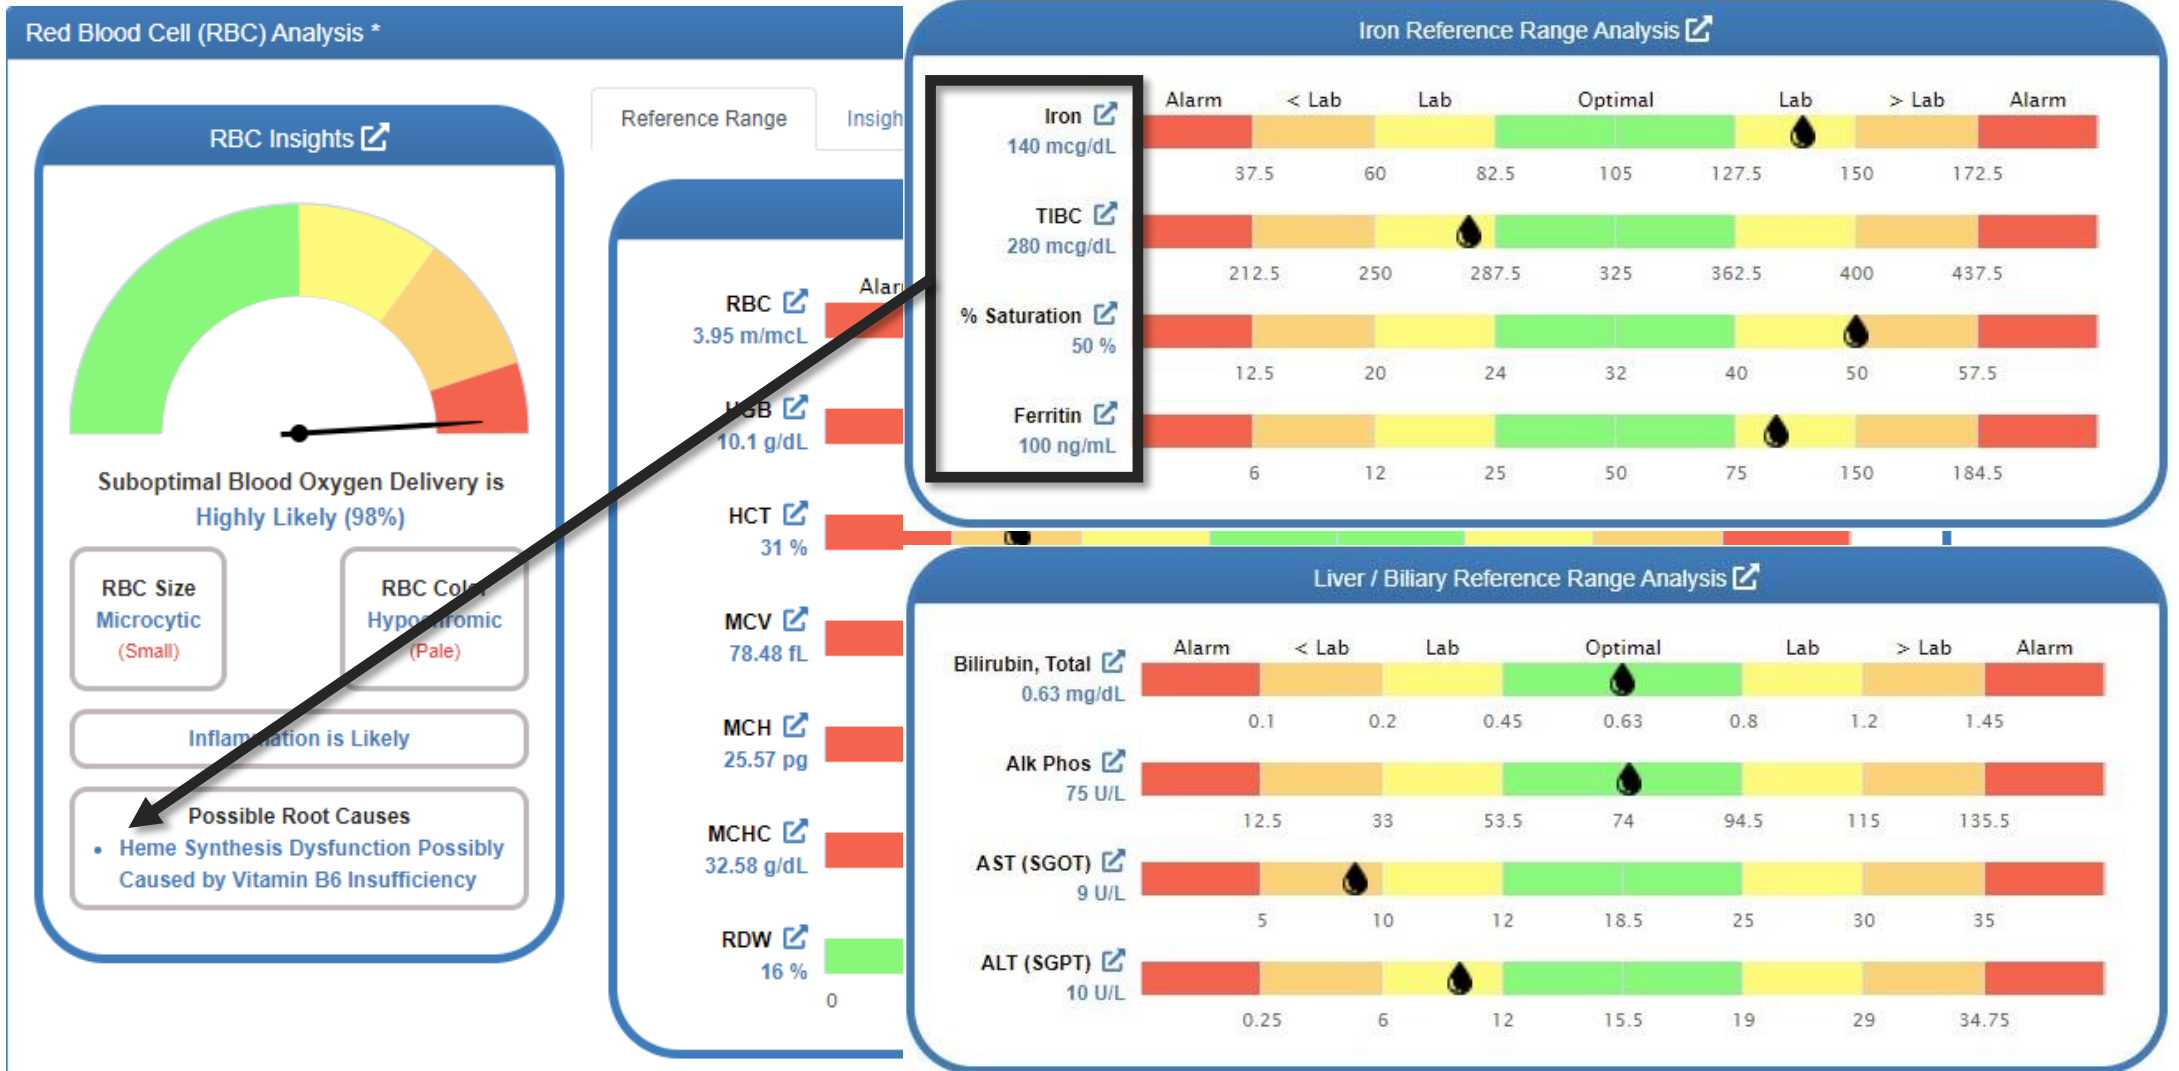 Red Blood Cell (RBC) Analysis *
RBC Insights
Suboptimal Blood Oxygen Delivery is
Highly Likely (98%)
RBC Size
Microcytic
(Small)
RBC Color
Hypochromic
(Pale)
Inflammation is Likely
Possible Root Causes
• Heme Synthesis Dysfunction Possibly
Caused by Vitamin B6 Insufficiency
Reference Range
Insigh
Alar
RBC
3.95 m/mcL
HGB
10.1 g/dL
HCT
31 %
MCV
78.48 fL
MCH
25.57 pg
MCHC
32.58 g/dL
RDW
16 %
0
Iron Reference Range Analysis
Alarm < Lab Lab Optimal Lab > Lab Alarm
Iron
140 mcg/dL
37.5 60 82.5 105 127.5 150 172.5
TIBC
280 mcg/dL
212.5 250 287.5 325 362.5 400 437.5
% Saturation
50 %
12.5 20 24 32 40 50 57.5
Ferritin
100 ng/mL
6 12 25 50 75 150 184.5
Liver / Biliary Reference Range Analysis
Alarm < Lab Lab Optimal Lab > Lab Alarm
Bilirubin, Total
0.63 mg/dL
0.1 0.2 0.45 0.63 0.8 1.2 1.45
Alk Phos
75 U/L
12.5 33 53.5 74 94.5 115 135.5
AST (SGOT)
9 U/L
5 10 12 18.5 25 30 35
ALT (SGPT)
10 U/L
0.25 6 12 15.5 19 29 34.75